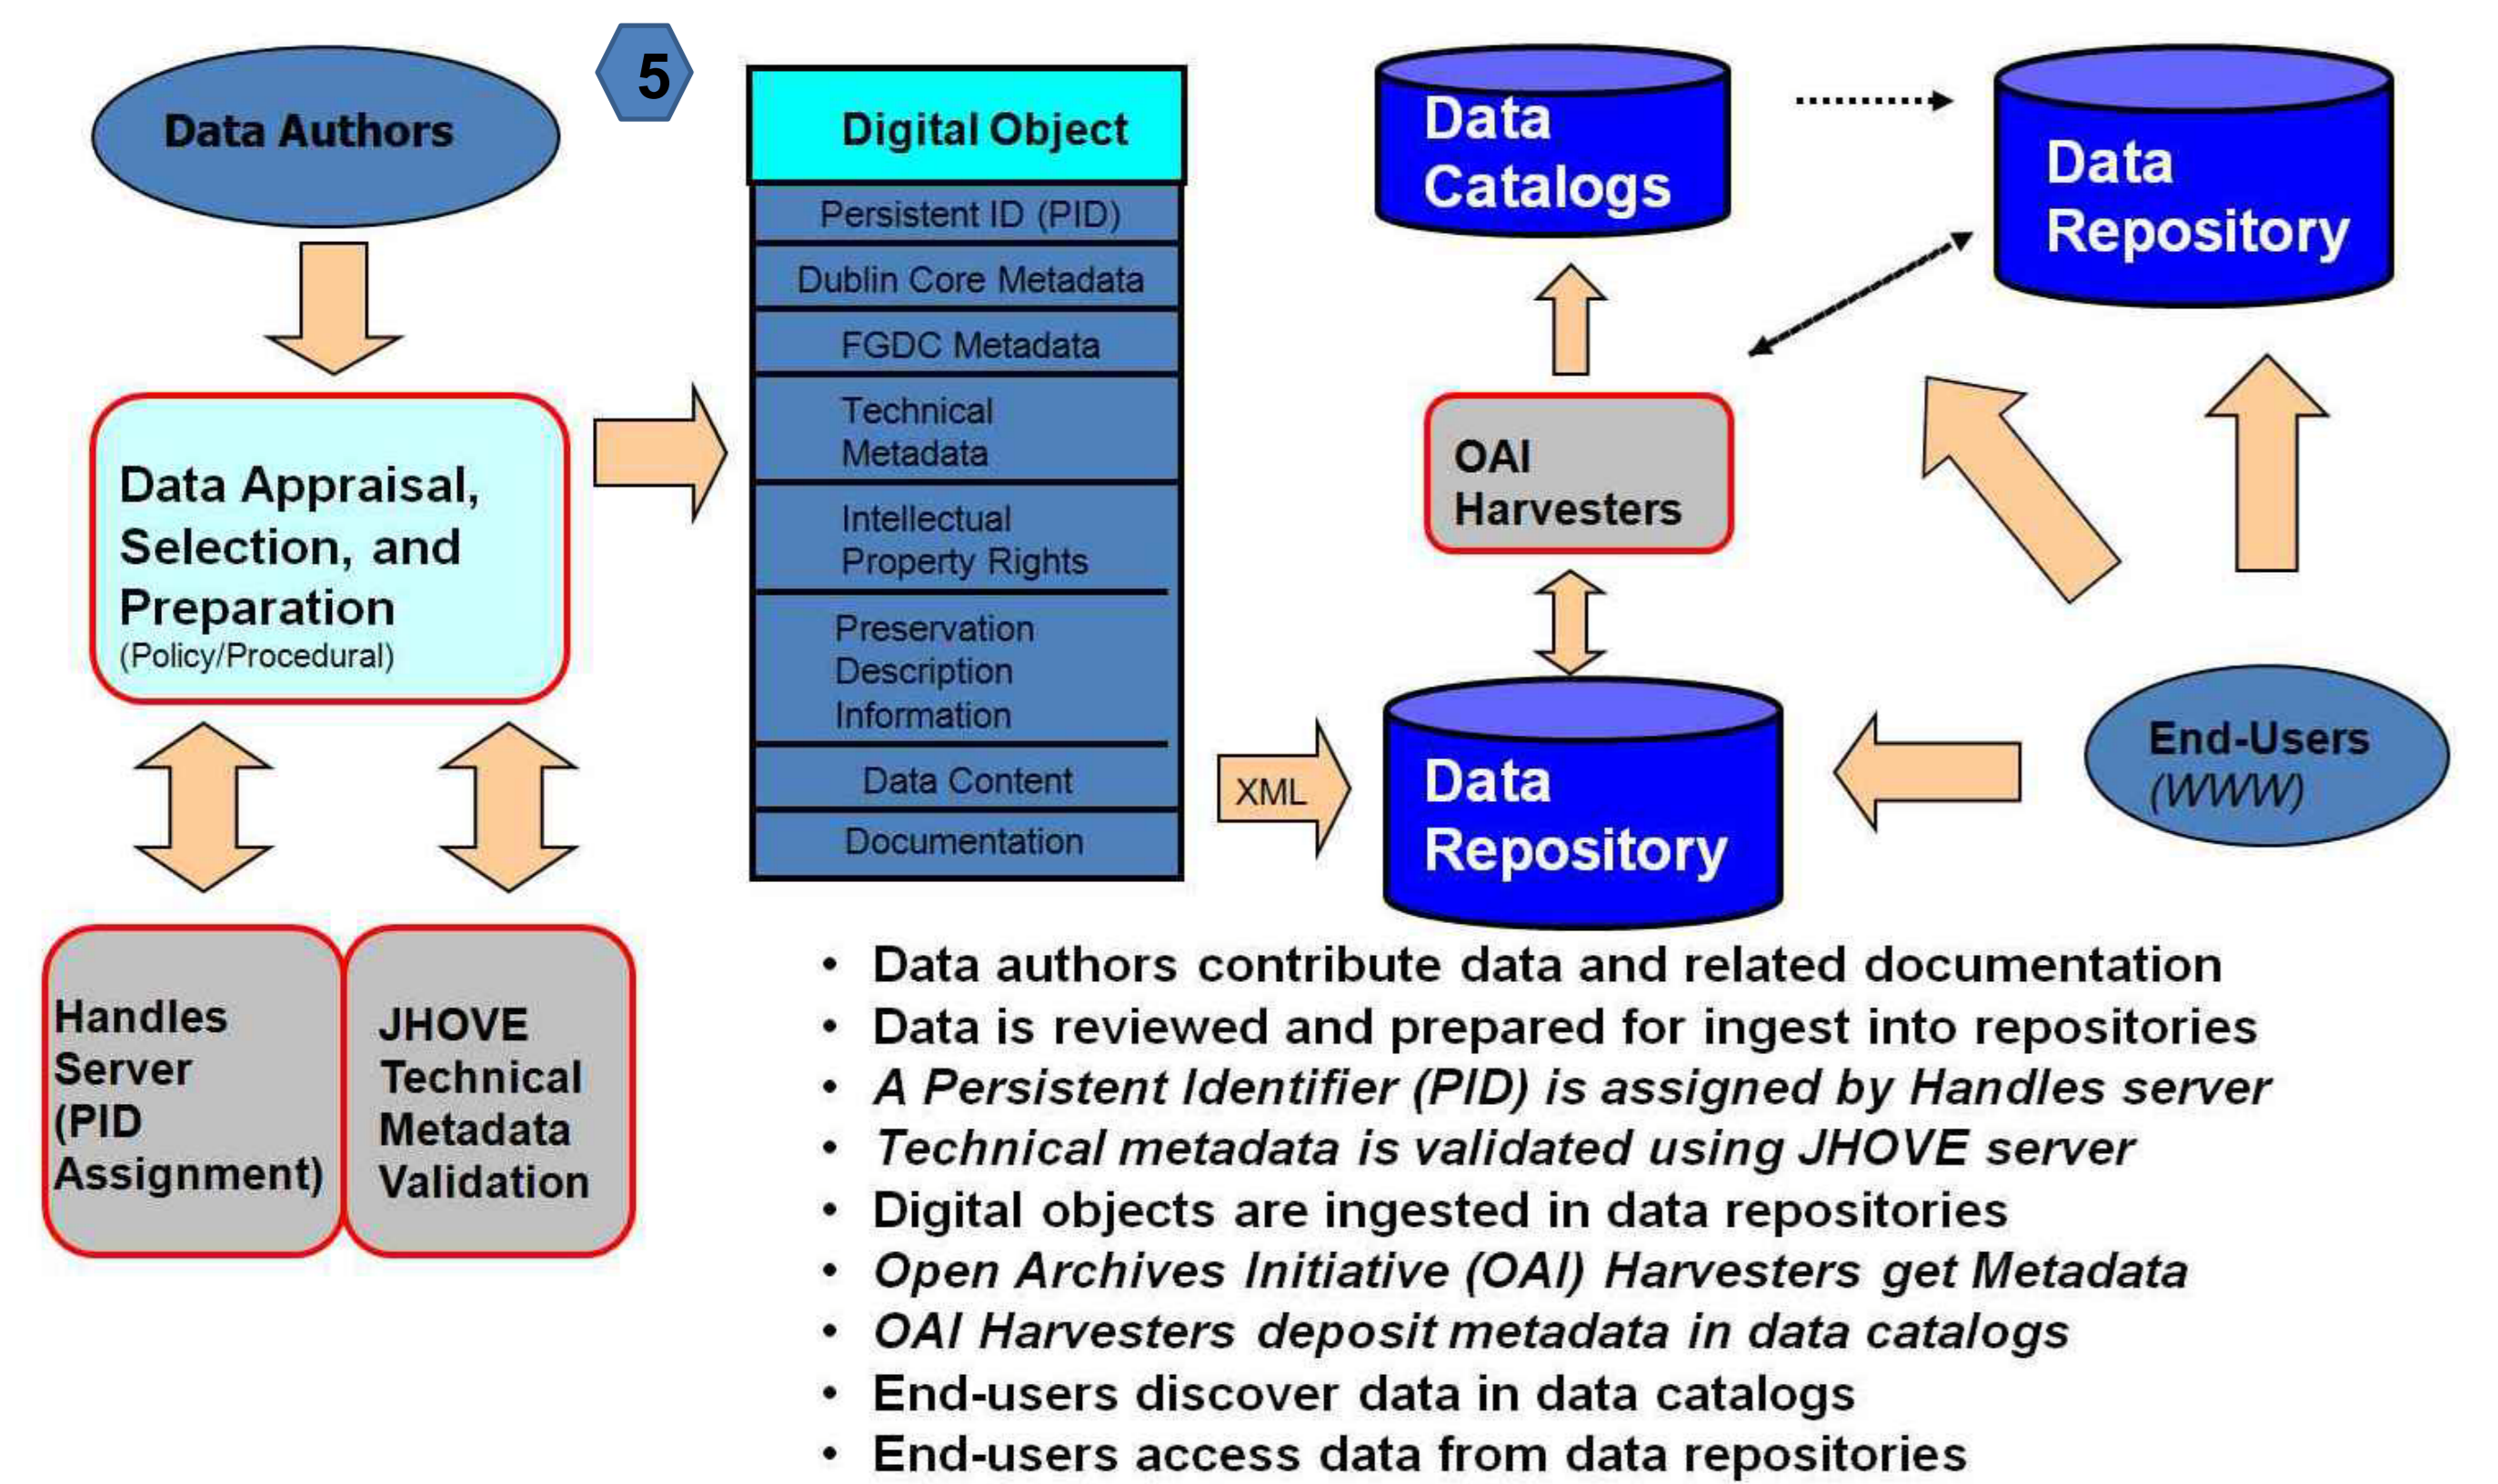 Data Authors
5
Data Appraisal,
Selection, and
Preparation
(Policy/Procedural)
Handles
Server
(PID
Assignment)
JHOVE
Technical
Metadata
Validation
Digital Object
Persistent ID (PID)
Dublin Core Metadata
FGDC Metadata
Technical
Metadata
Intellectual
Property Rights
Preservation
Description
Information
Data Content
Documentation
XML
Data
Catalogs
Data
Repository
OAI
Harvesters
Data
Repository
End-Users
(WWW)
• Data authors contribute data and related documentation
• Data is reviewed and prepared for ingest into repositories
• A Persistent Identifier (PID) is assigned by Handles server
• Technical metadata is validated using JHOVE server
• Digital objects are ingested in data repositories
• Open Archives Initiative (OAI) Harvesters get Metadata
• OAI Harvesters deposit metadata in data catalogs
• End-users discover data in data catalogs
• End-users access data from data repositories